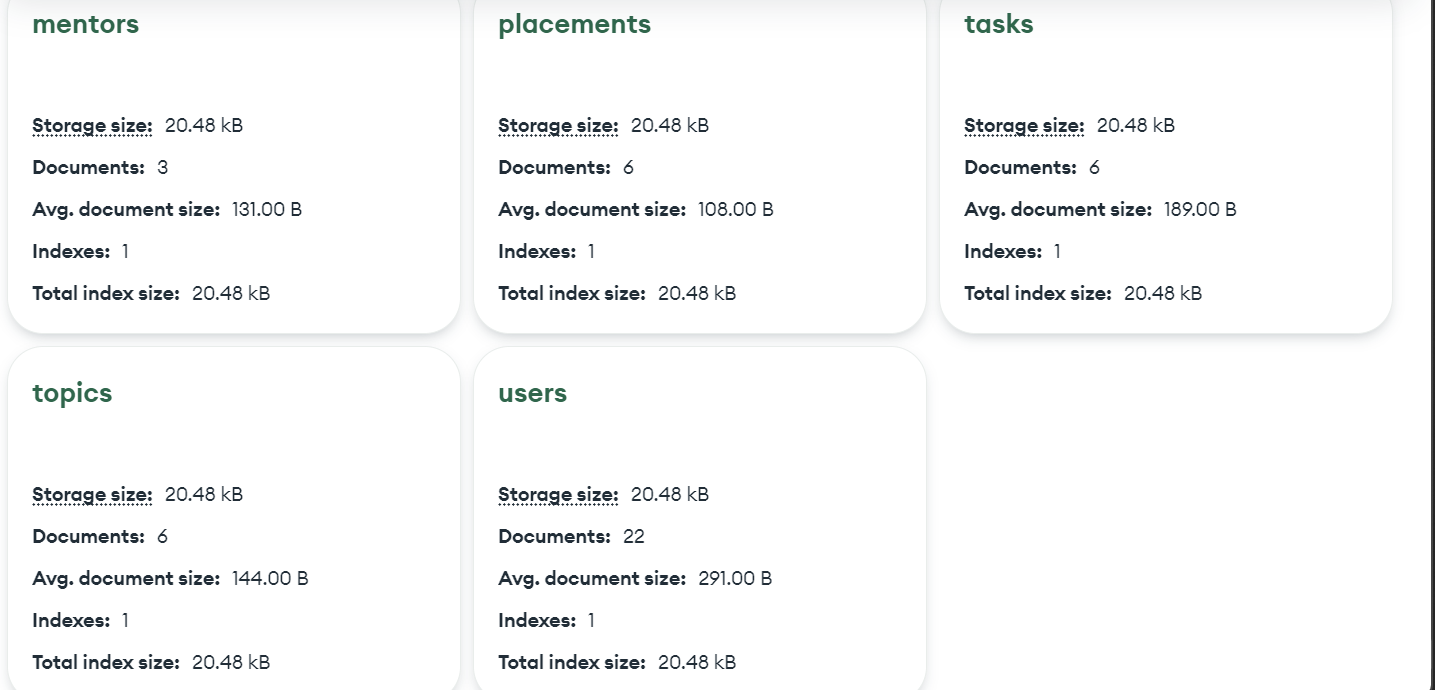 mentors
Storage size: 20.48 kB
Documents: 3
Avg. document size: 131.00 B
Indexes: 1
Total index size: 20.48 kB
placements
Storage size: 20.48 kB
Documents: 6
Avg. document size: 108.00 B
Indexes: 1
Total index size: 20.48 kB
tasks
Storage size: 20.48 kB
Documents: 6
Avg. document size: 189.00 B
Indexes: 1
Total index size: 20.48 kB
topics
Storage size: 20.48 kB
Documents: 6
Avg. document size: 144.00 B
Indexes: 1
Total index size: 20.48 kB
users
Storage size: 20.48 kB
Documents: 22
Avg. document size: 291.00 B
Indexes: 1
Total index size: 20.48 kB